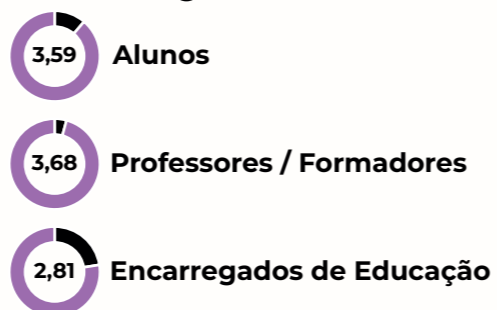 3,59 Alunos
3,68 Professores / Formadores
2,81 Encarregados de Educação